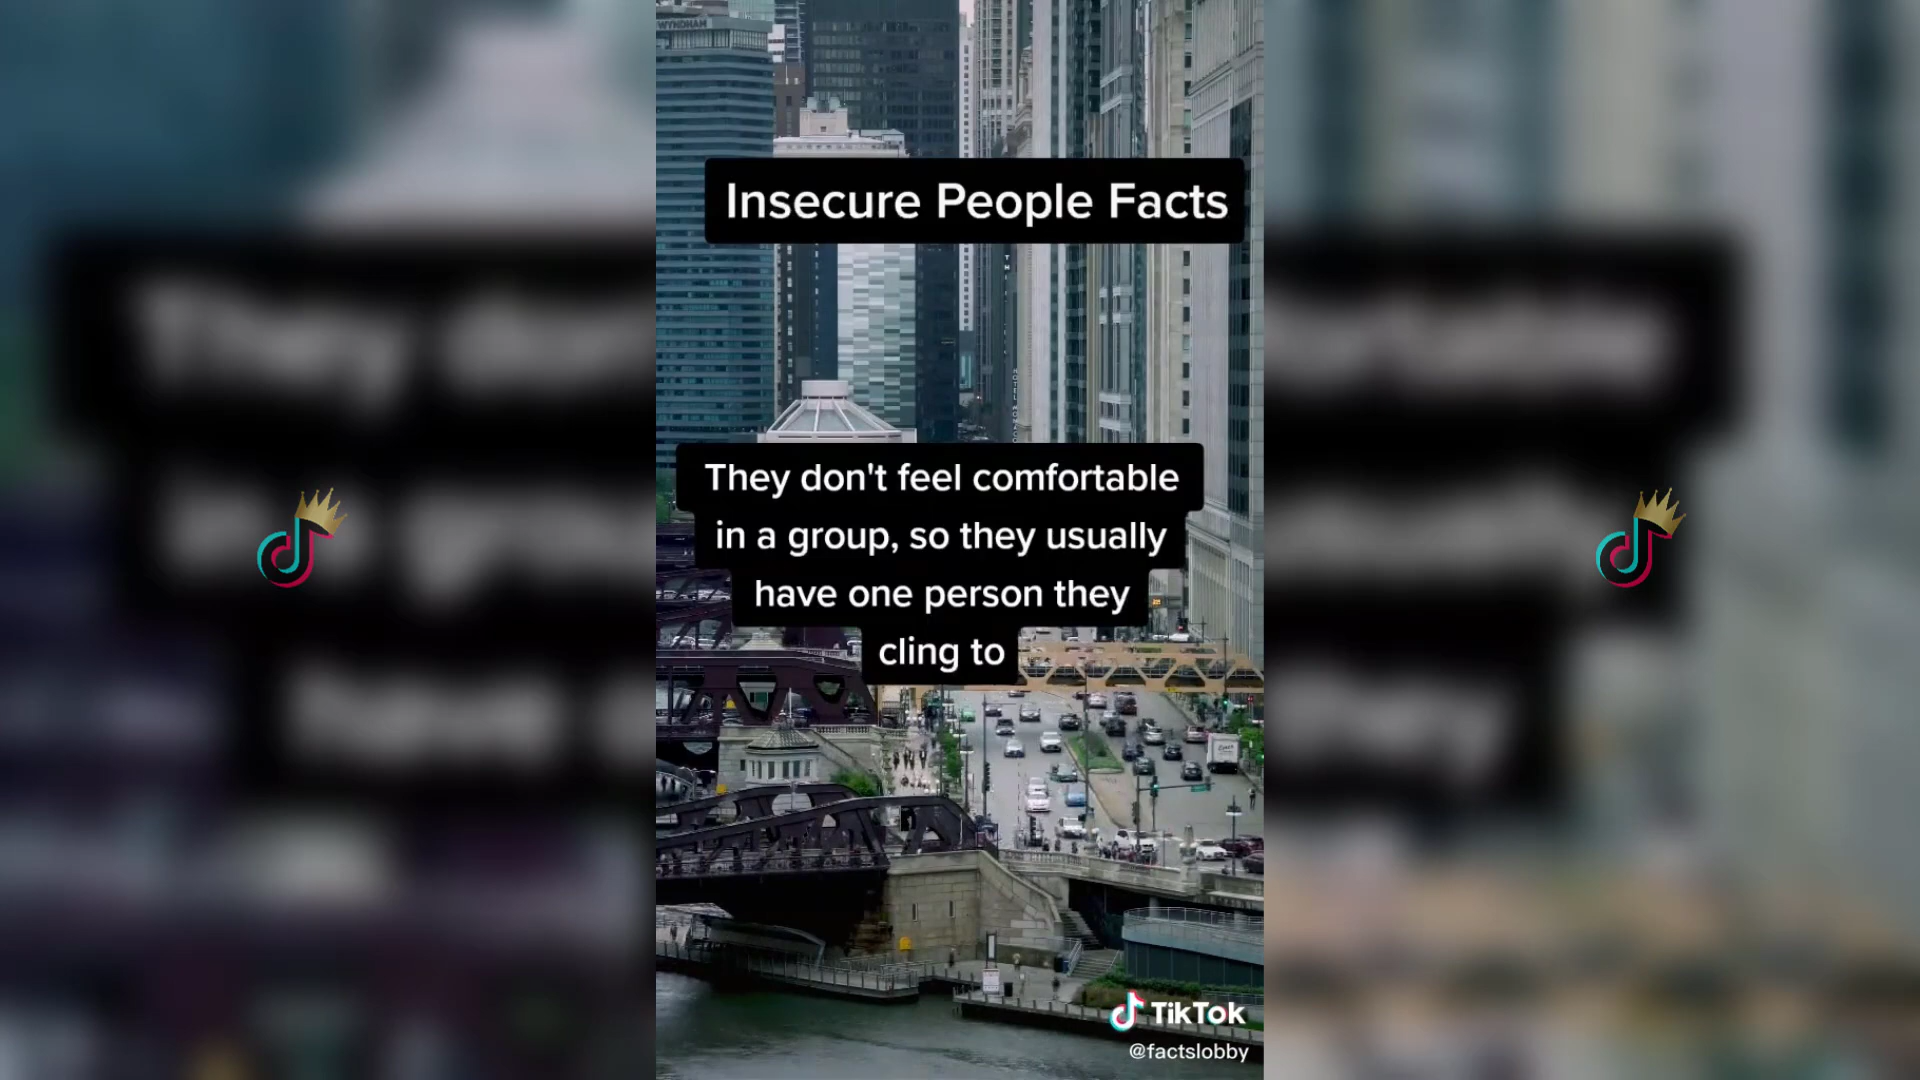 WYNDHAM
Insecure People Facts
They don't feel comfortable
in a group, so they usually
have one person they
cling to
TikTok
@factslobby